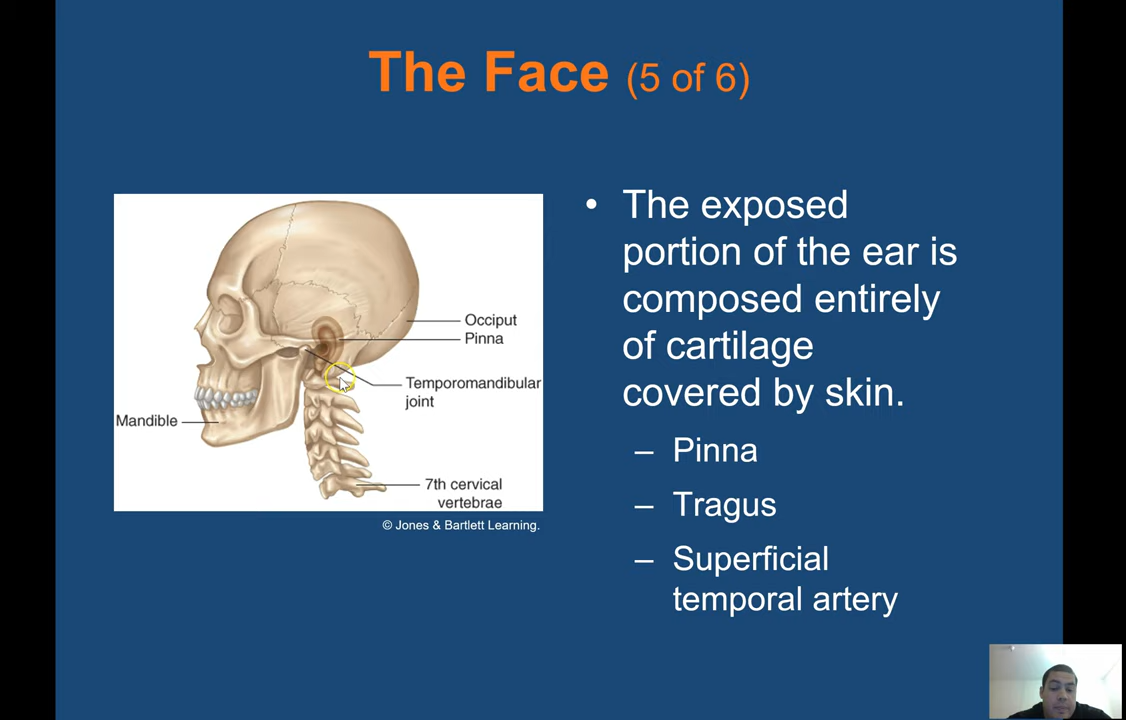 The Face (5 of 6)
Occiput
Pinna
Temporomandibular
joint
Mandible
7th cervical
vertebrae
© Jones & Bartlett Learning.
• The exposed
portion of the ear is
composed entirely
of cartilage
covered by skin.
– Pinna
– Tragus
– Superficial
temporal artery